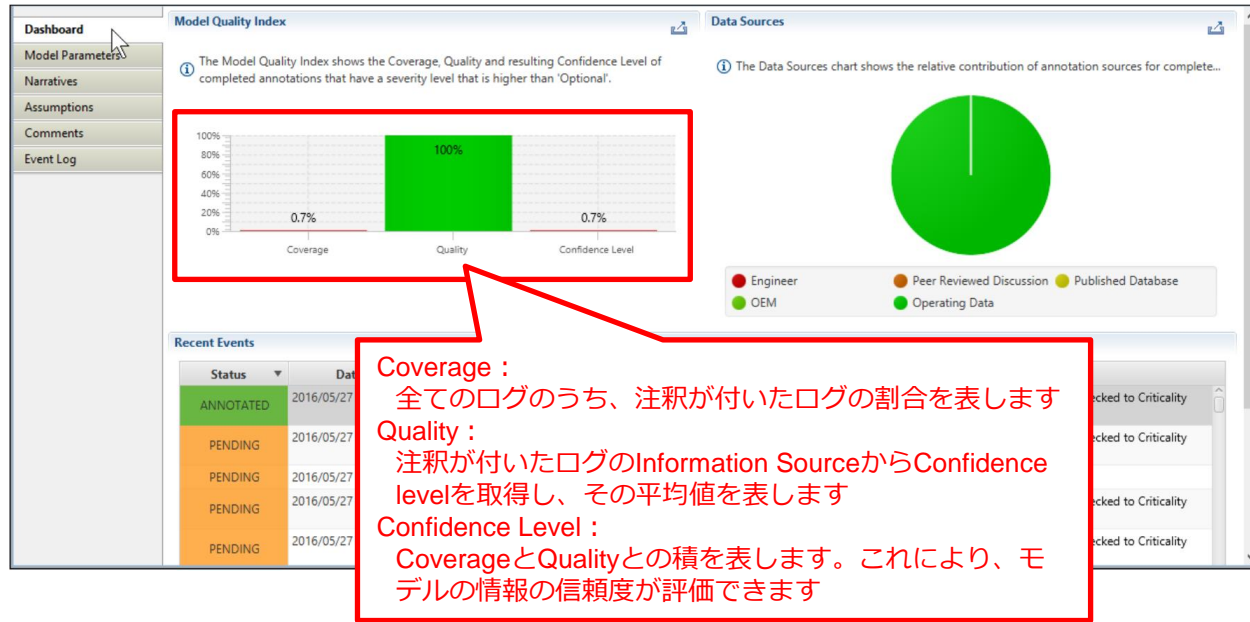 Dashboard
Model Parameters
Narratives
Assumptions
Comments
Event Log
Model Quality Index
The Model Quality Index shows the Coverage, Quality and resulting Confidence Level of
completed annotations that have a severity level that is higher than 'Optional'.
100%
80%
60%
40%
20%
0%
0.7%
100%
0.7%
Coverage
Quality
Confidence Level
Data Sources
The Data Sources chart shows the relative contribution of annotation sources for complete...
Engineer
Peer Reviewed Discussion
Published Database
OEM
Operating Data
Recent Events
Status
Dat
ANNOTATED
2016/05/27
ecked to Criticality
PENDING
2016/05/27
ecked to Criticality
PENDING
2016/05/27
PENDING
2016/05/27
ecked to Criticality
PENDING
2016/05/27
ecked to Criticality
Coverage：
全てのログのうち、注釈が付いたログの割合を表します
Quality：
注釈が付いたログのInformation SourceからConfidence
levelを取得し、その平均値を表します
Confidence Level：
CoverageとQualityとの積を表します。これにより、モ
デルの情報の信頼度が評価できます